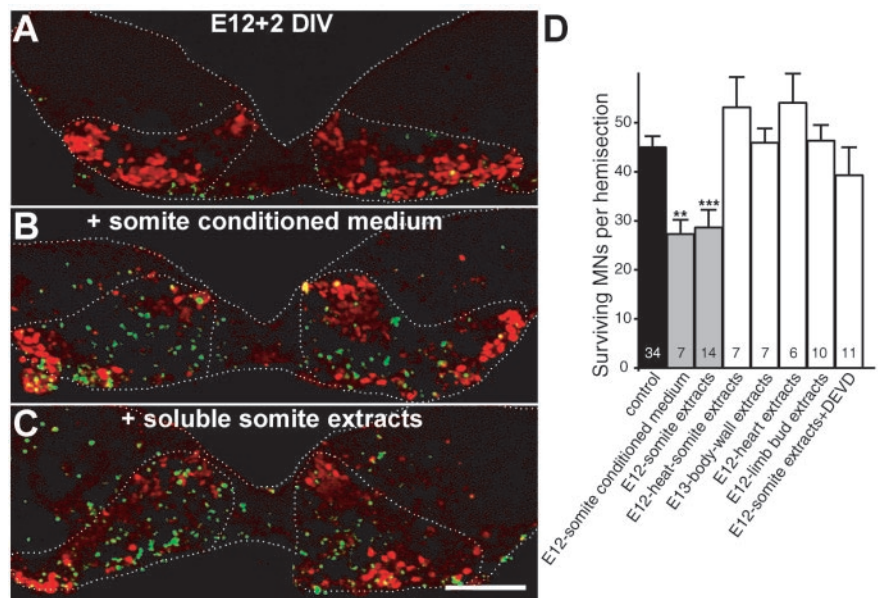 A
E12+2 DIV
B
+ somite conditioned medium
C
+ soluble somite extracts
D
Surviving MNs per hemisection
50
40
30
20
10
0
** ***
34 7 14 7 7 6 10 11
control
E12-somite conditioned medium
E12-somite extracts
E12-heat-somite extracts
E13-body-wall extracts
E12-heart extracts
E12-limb bud extracts
E12-somite extracts+DEVD